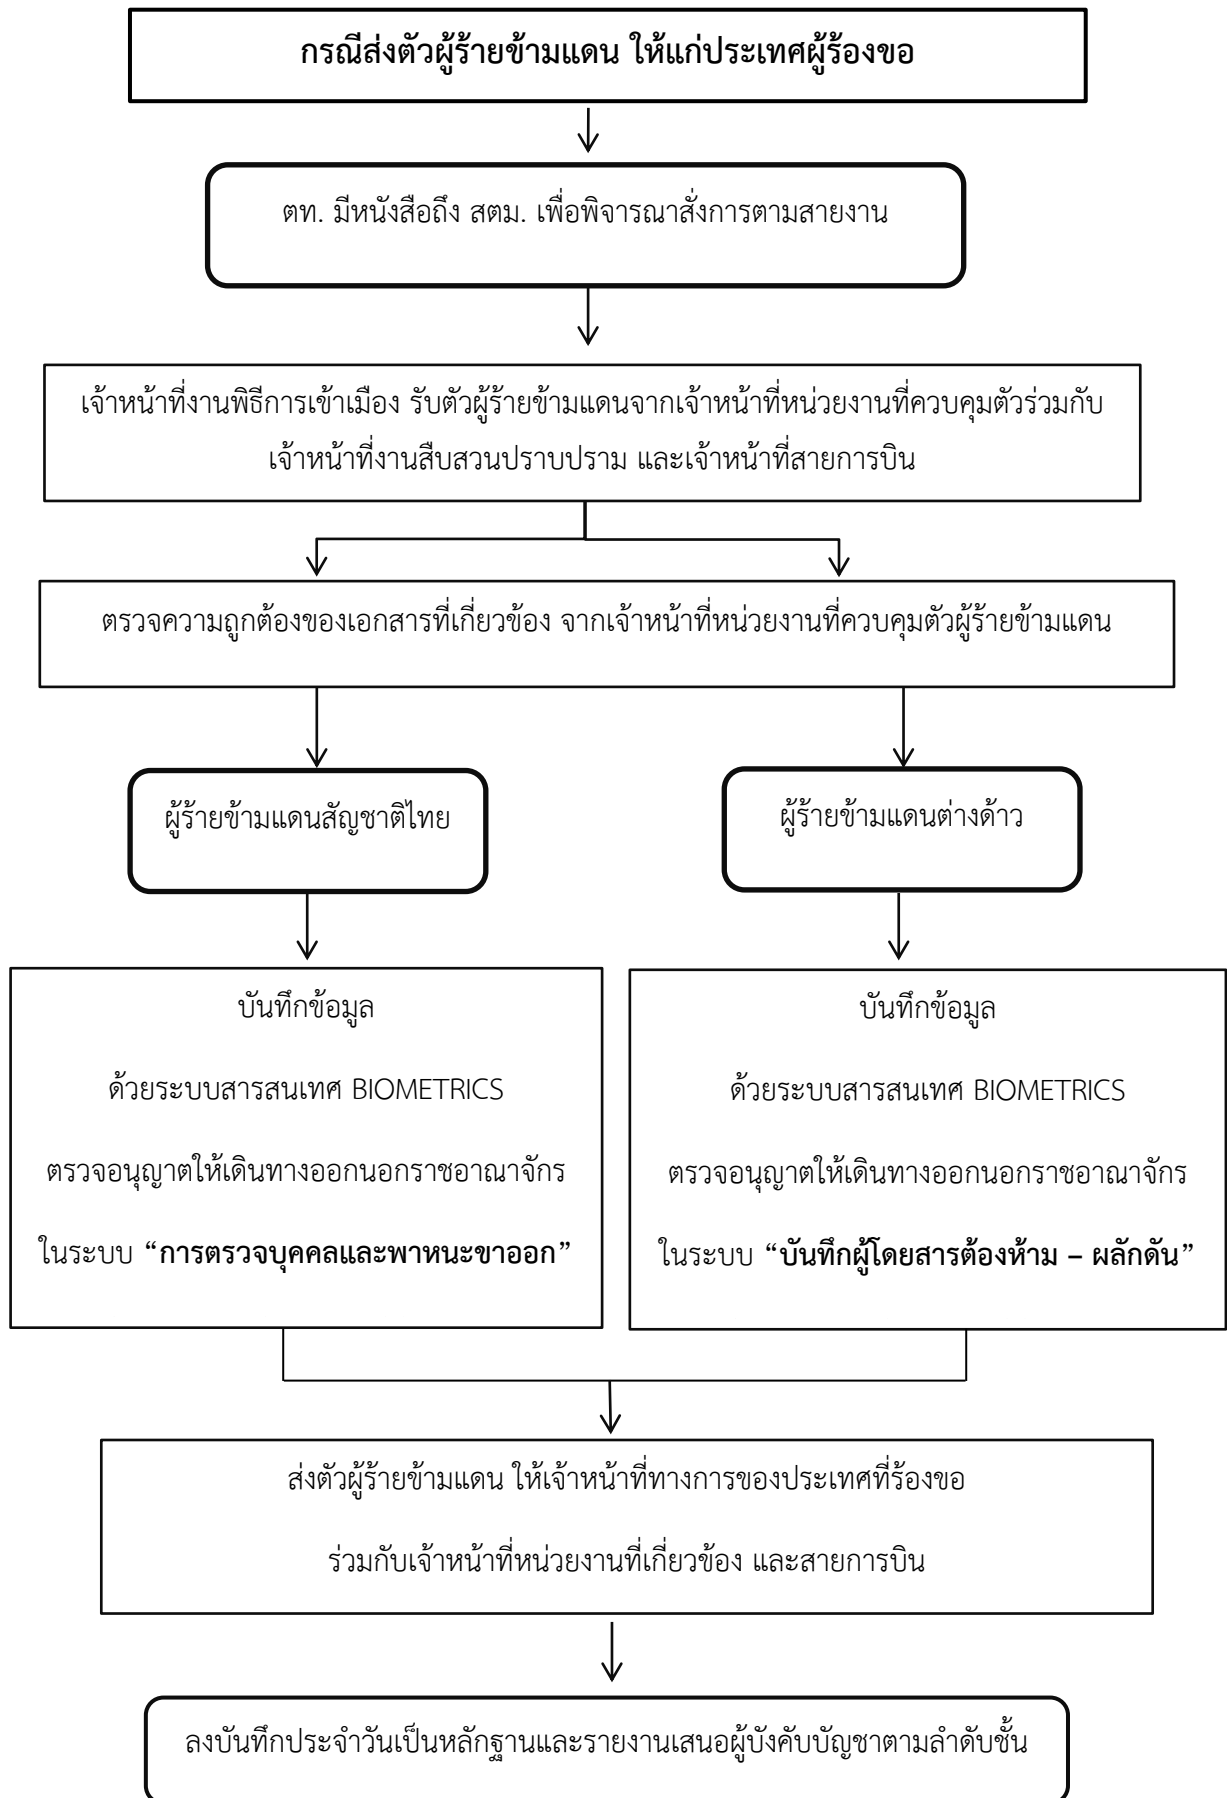 กรณีส่งตัวผู้ร้ายข้ามแดน ให้แก่ประเทศผู้ร้องขอ
ตท. มีหนังสือถึง สตม. เพื่อพิจารณาสั่งการตามสายงาน
เจ้าหน้าที่งานพิธีการเข้าเมือง รับตัวผู้ร้ายข้ามแดนจากเจ้าหน้าที่หน่วยงานที่ควบคุมตัวร่วมกับ
เจ้าหน้าที่งานสืบสวนปราบปราม และเจ้าหน้าที่สายการบิน
ตรวจความถูกต้องของเอกสารที่เกี่ยวข้อง จากเจ้าหน้าที่หน่วยงานที่ควบคุมตัวผู้ร้ายข้ามแดน
ผู้ร้ายข้ามแดนสัญชาติไทย
ผู้ร้ายข้ามแดนต่างด้าว
บันทึกข้อมูล
ด้วยระบบสารสนเทศ BIOMETRICS
ตรวจอนุญาตให้เดินทางออกนอกราชอาณาจักร
ในระบบ “การตรวจบุคคลและพาหนะขาออก”
บันทึกข้อมูล
ด้วยระบบสารสนเทศ BIOMETRICS
ตรวจอนุญาตให้เดินทางออกนอกราชอาณาจักร
ในระบบ “บันทึกผู้โดยสารต้องห้าม – ผลักดัน”
ส่งตัวผู้ร้ายข้ามแดน ให้เจ้าหน้าที่ทางการของประเทศที่ร้องขอ
ร่วมกับเจ้าหน้าที่หน่วยงานที่เกี่ยวข้อง และสายการบิน
ลงบันทึกประจำวันเป็นหลักฐานและรายงานเสนอผู้บังคับบัญชาตามลำดับชั้น